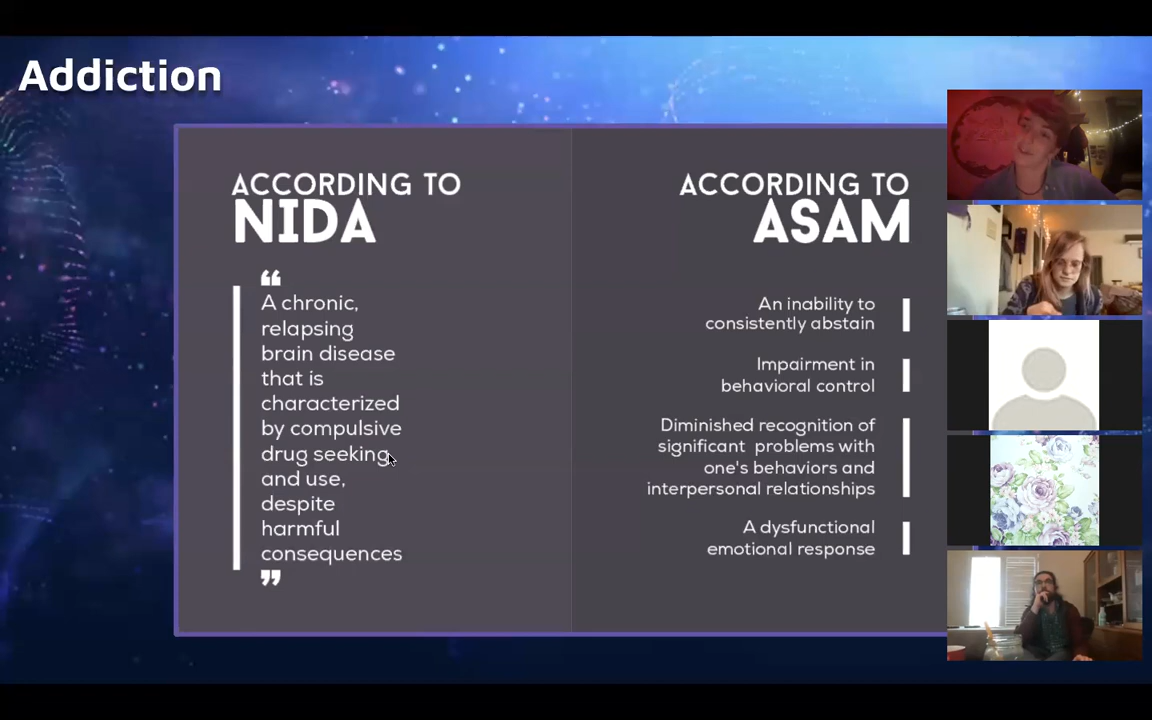 Addiction
ACCORDING TO
NIDA
“
A chronic,
relapsing
brain disease
that is
characterized
by compulsive
drug seeking
and use,
despite
harmful
consequences
”
ACCORDING TO
ASAM
An inability to
consistently abstain
Impairment in
behavioral control
Diminished recognition of
significant problems with
one's behaviors and
interpersonal relationships
A dysfunctional
emotional response